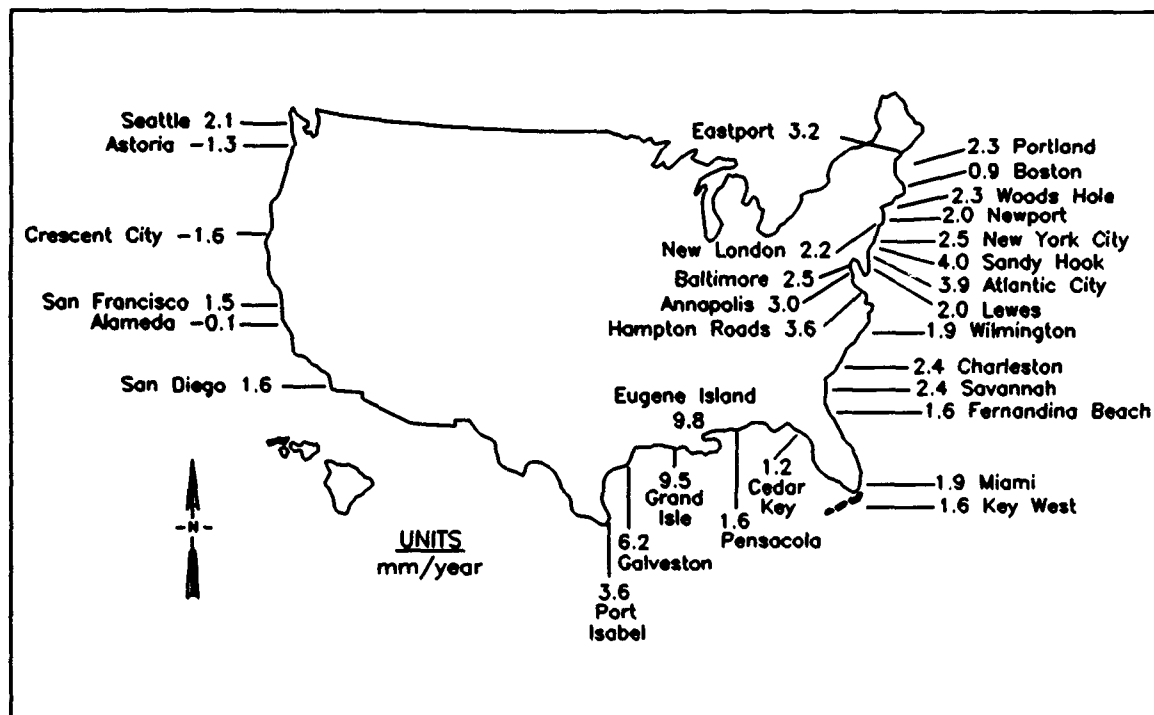 Seattle 2.1
Astoria -1.3
Crescent City -1.6
San Francisco 1.5
Alameda -0.1
San Diego 1.6
Eastport 3.2
2.3 Portland
0.9 Boston
2.3 Woods Hole
2.0 Newport
New London 2.2
2.5 New York City
4.0 Sandy Hook
Baltimore 2.5
3.9 Atlantic City
Annapolis 3.0
2.0 Lewes
Hampton Roads 3.6
1.9 Wilmington
2.4 Charleston
2.4 Savannah
1.6 Fernandina Beach
1.9 Miami
1.6 Key West
Eugene Island
9.8
9.5
Grand
Isle
1.2
Cedar
Key
1.6
Pensacola
6.2
Galveston
3.6
Port
Isabel
N
UNITS
mm/year